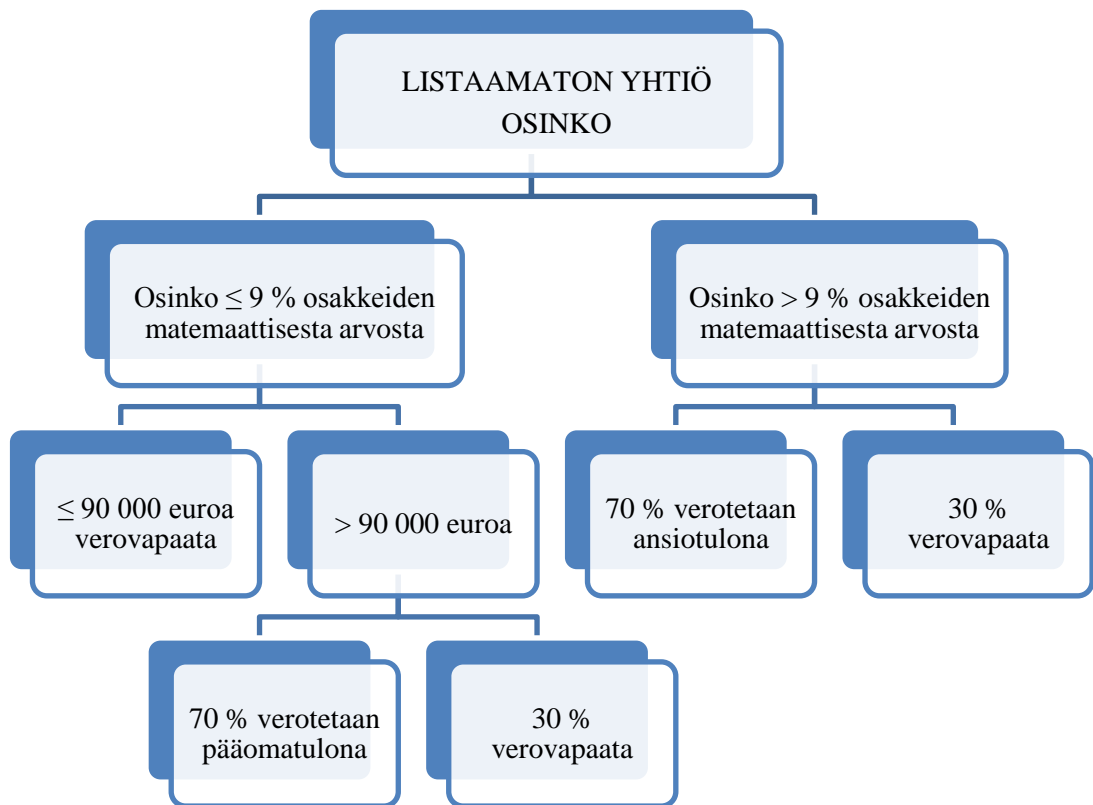 LISTAAMATON YHTIÖ
OSINKO
Osinko ≤ 9 % osakkeiden
matemaattisesta arvosta
Osinko > 9 % osakkeiden
matemaattisesta arvosta
≤ 90 000 euroa
verovapaata
> 90 000 euroa
70 % verotetaan
ansiotulona
30 %
verovapaata
70 % verotetaan
pääomatulona
30 %
verovapaata